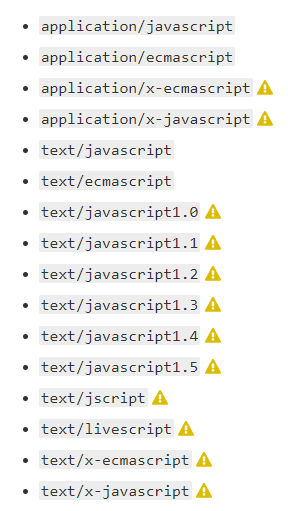 application/javascript
application/ecmascript
application/x-ecmascript
application/x-javascript
text/javascript
text/ecmascript
text/javascript1.0
text/javascript1.1
text/javascript1.2
text/javascript1.3
text/javascript1.4
text/javascript1.5
text/jscript
text/livescript
text/x-ecmascript
text/x-javascript